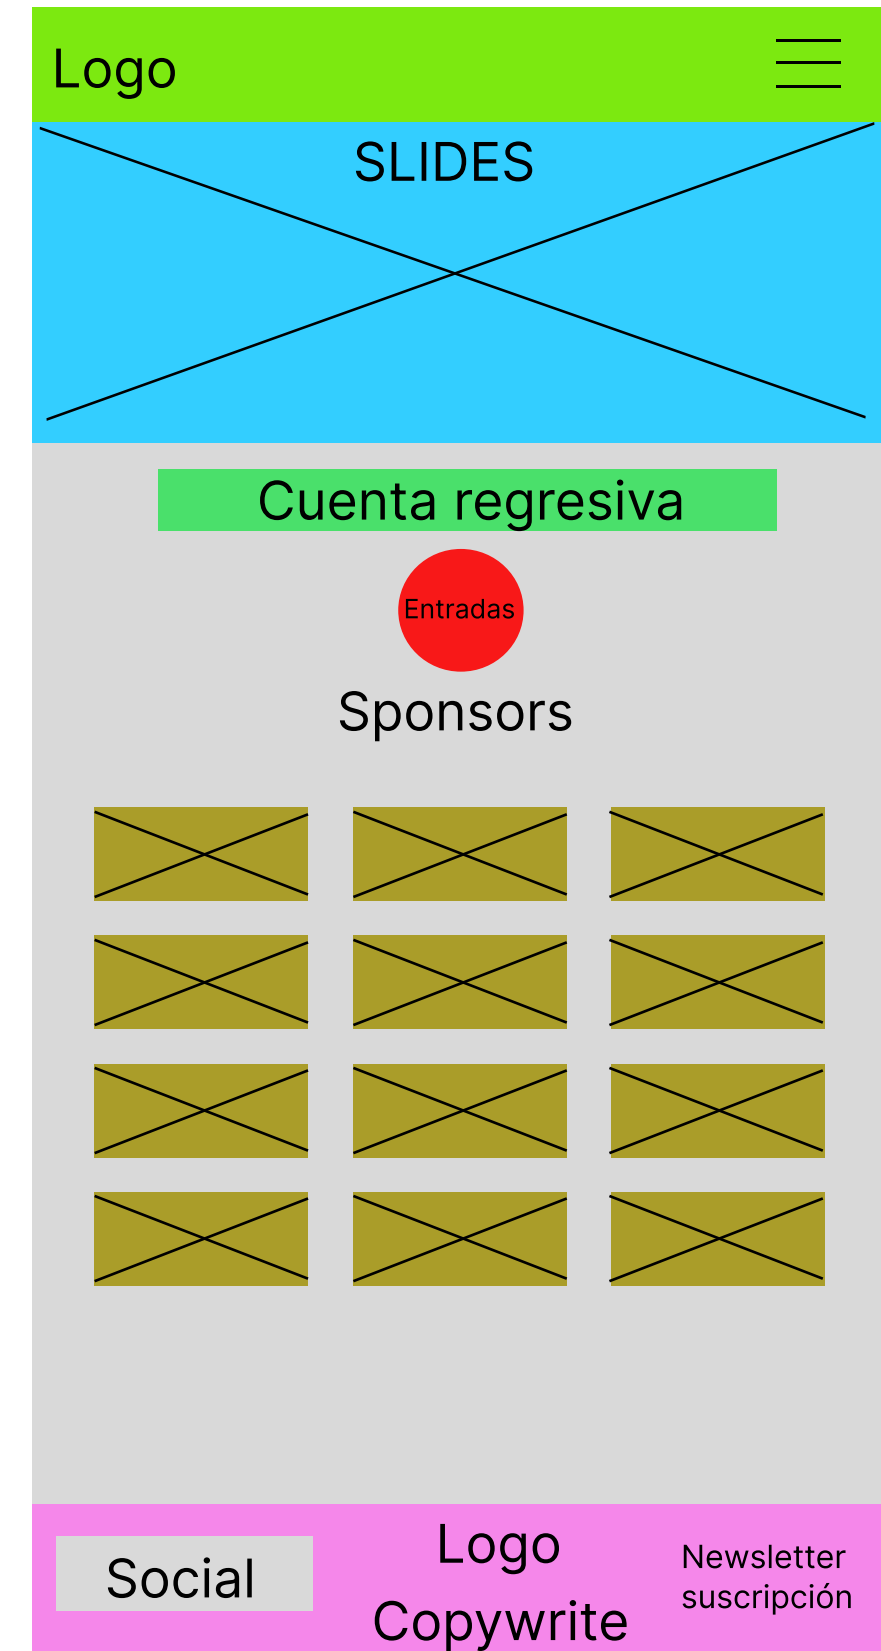 Logo
SLIDES
Cuenta regresiva
Entradas
Sponsors
Social
Logo
Copywrite
Newsletter
suscripción